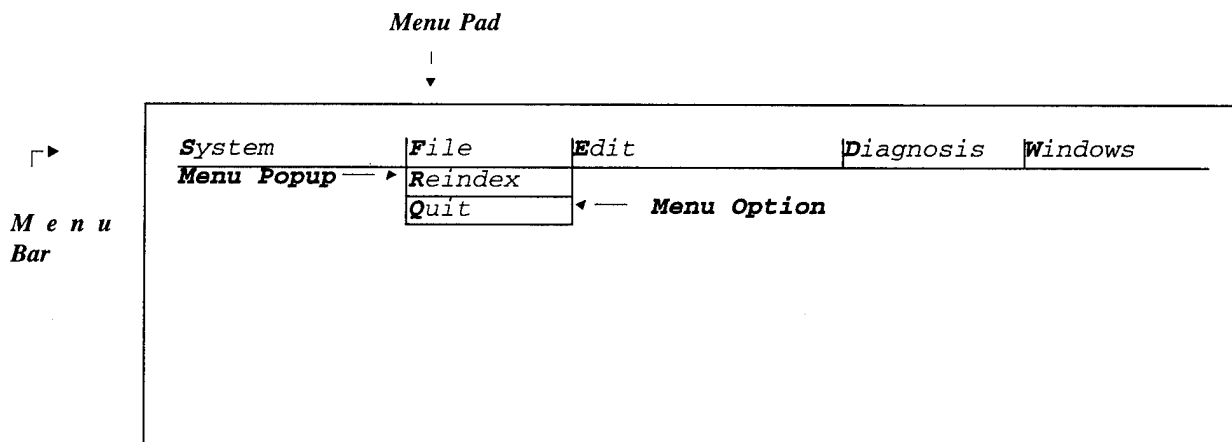 Menu Pad
System File Edit Diagnosis Windows
Menu Popup Reindex
Quit Menu Option
M e n u
Bar